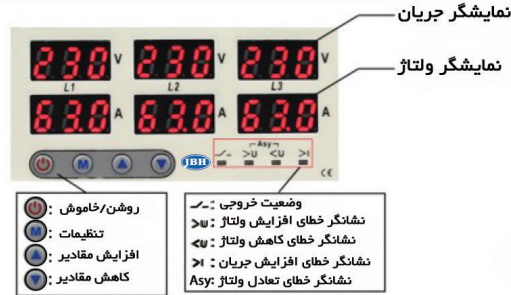 نمایشگر جریان
230 V 230 V 230 V
نمایشگر ولتاژ
L1 L2 L3
63.0 A 63.0 A 63.0 A
Asy
>U <U >I
M JBH
CE
روشن/خاموش :
M : تنظیمات
افزایش مقادیر :
کاهش مقادیر :
وضعیت خروجی :
>U: نشانگر خطای افزایش ولتاژ
<U: نشانگر خطای کاهش ولتاژ
>I : نشانگر خطای افزایش جریان
Asy: نشانگر خطای تعادل ولتاژ